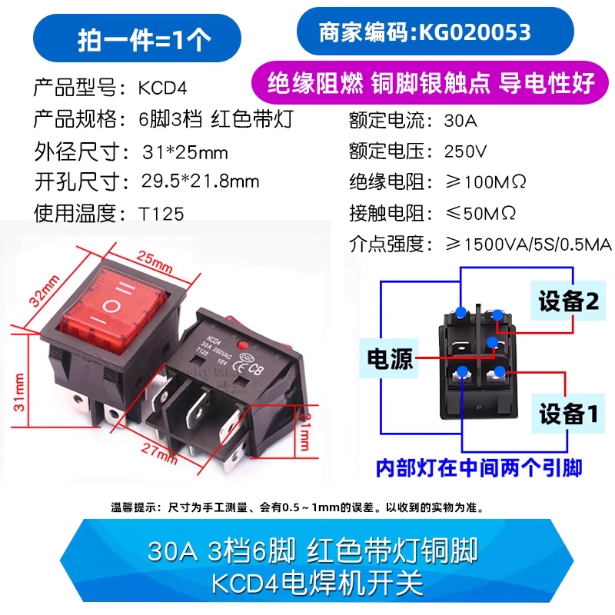 拍一件=1个
商家编码:KG020053
绝缘阻燃 铜脚银触点 导电性好
产品型号: KCD4
产品规格: 6脚3档 红色带灯
外径尺寸: 31*25mm
开孔尺寸: 29.5*21.8mm
使用温度: T125
额定电流: 30A
额定电压: 250V
绝缘电阻: ≥100MΩ
接触电阻: ≤50MΩ
介点强度: ≥1500VA/5S/0.5MA
25mm
32mm
31mm
27mm
21mm
KCD4
30A 250VAC
T125 1E4
CB
电源
设备2
设备1
内部灯在中间两个引脚
温馨提示: 尺寸为手工测量、会有0.5~1mm的误差。以收到的实物为准。
30A 3档6脚 红色带灯铜脚
KCD4电焊机开关